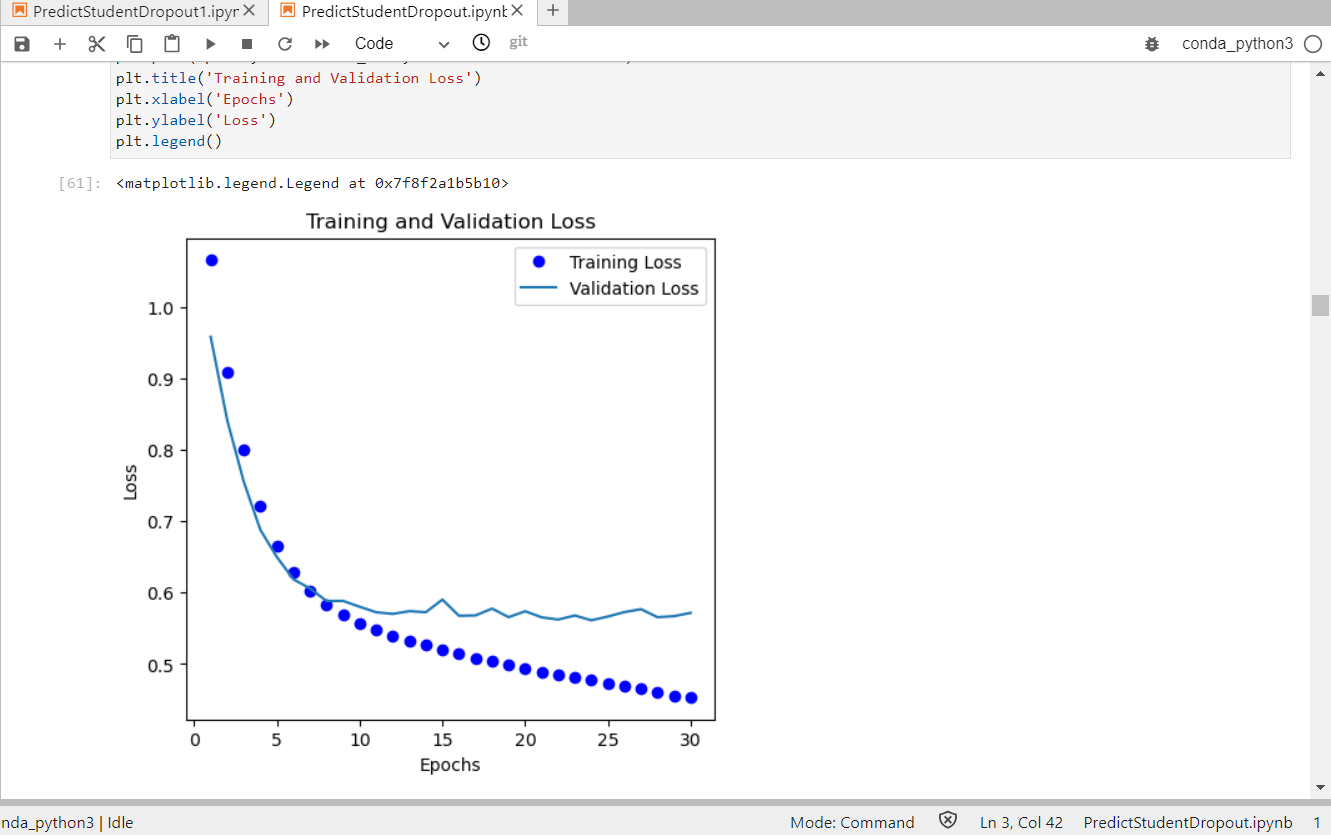 PredictStudentDropout1.ipyn
PredictStudentDropout.ipynb
Code
git
conda_python3
plt.title('Training and Validation Loss')
plt.xlabel('Epochs')
plt.ylabel('Loss')
plt.legend()
[61]:
<matplotlib.legend.Legend at 0x7f8f2a1b5b10>
Training and Validation Loss
Training Loss
Validation Loss
1.0
0.9
0.8
0.7
0.6
0.5
Loss
0 5 10 15 20 25 30
Epochs
nda_python3 | Idle
Mode: Command
Ln 3, Col 42
PredictStudentDropout.ipynb
1